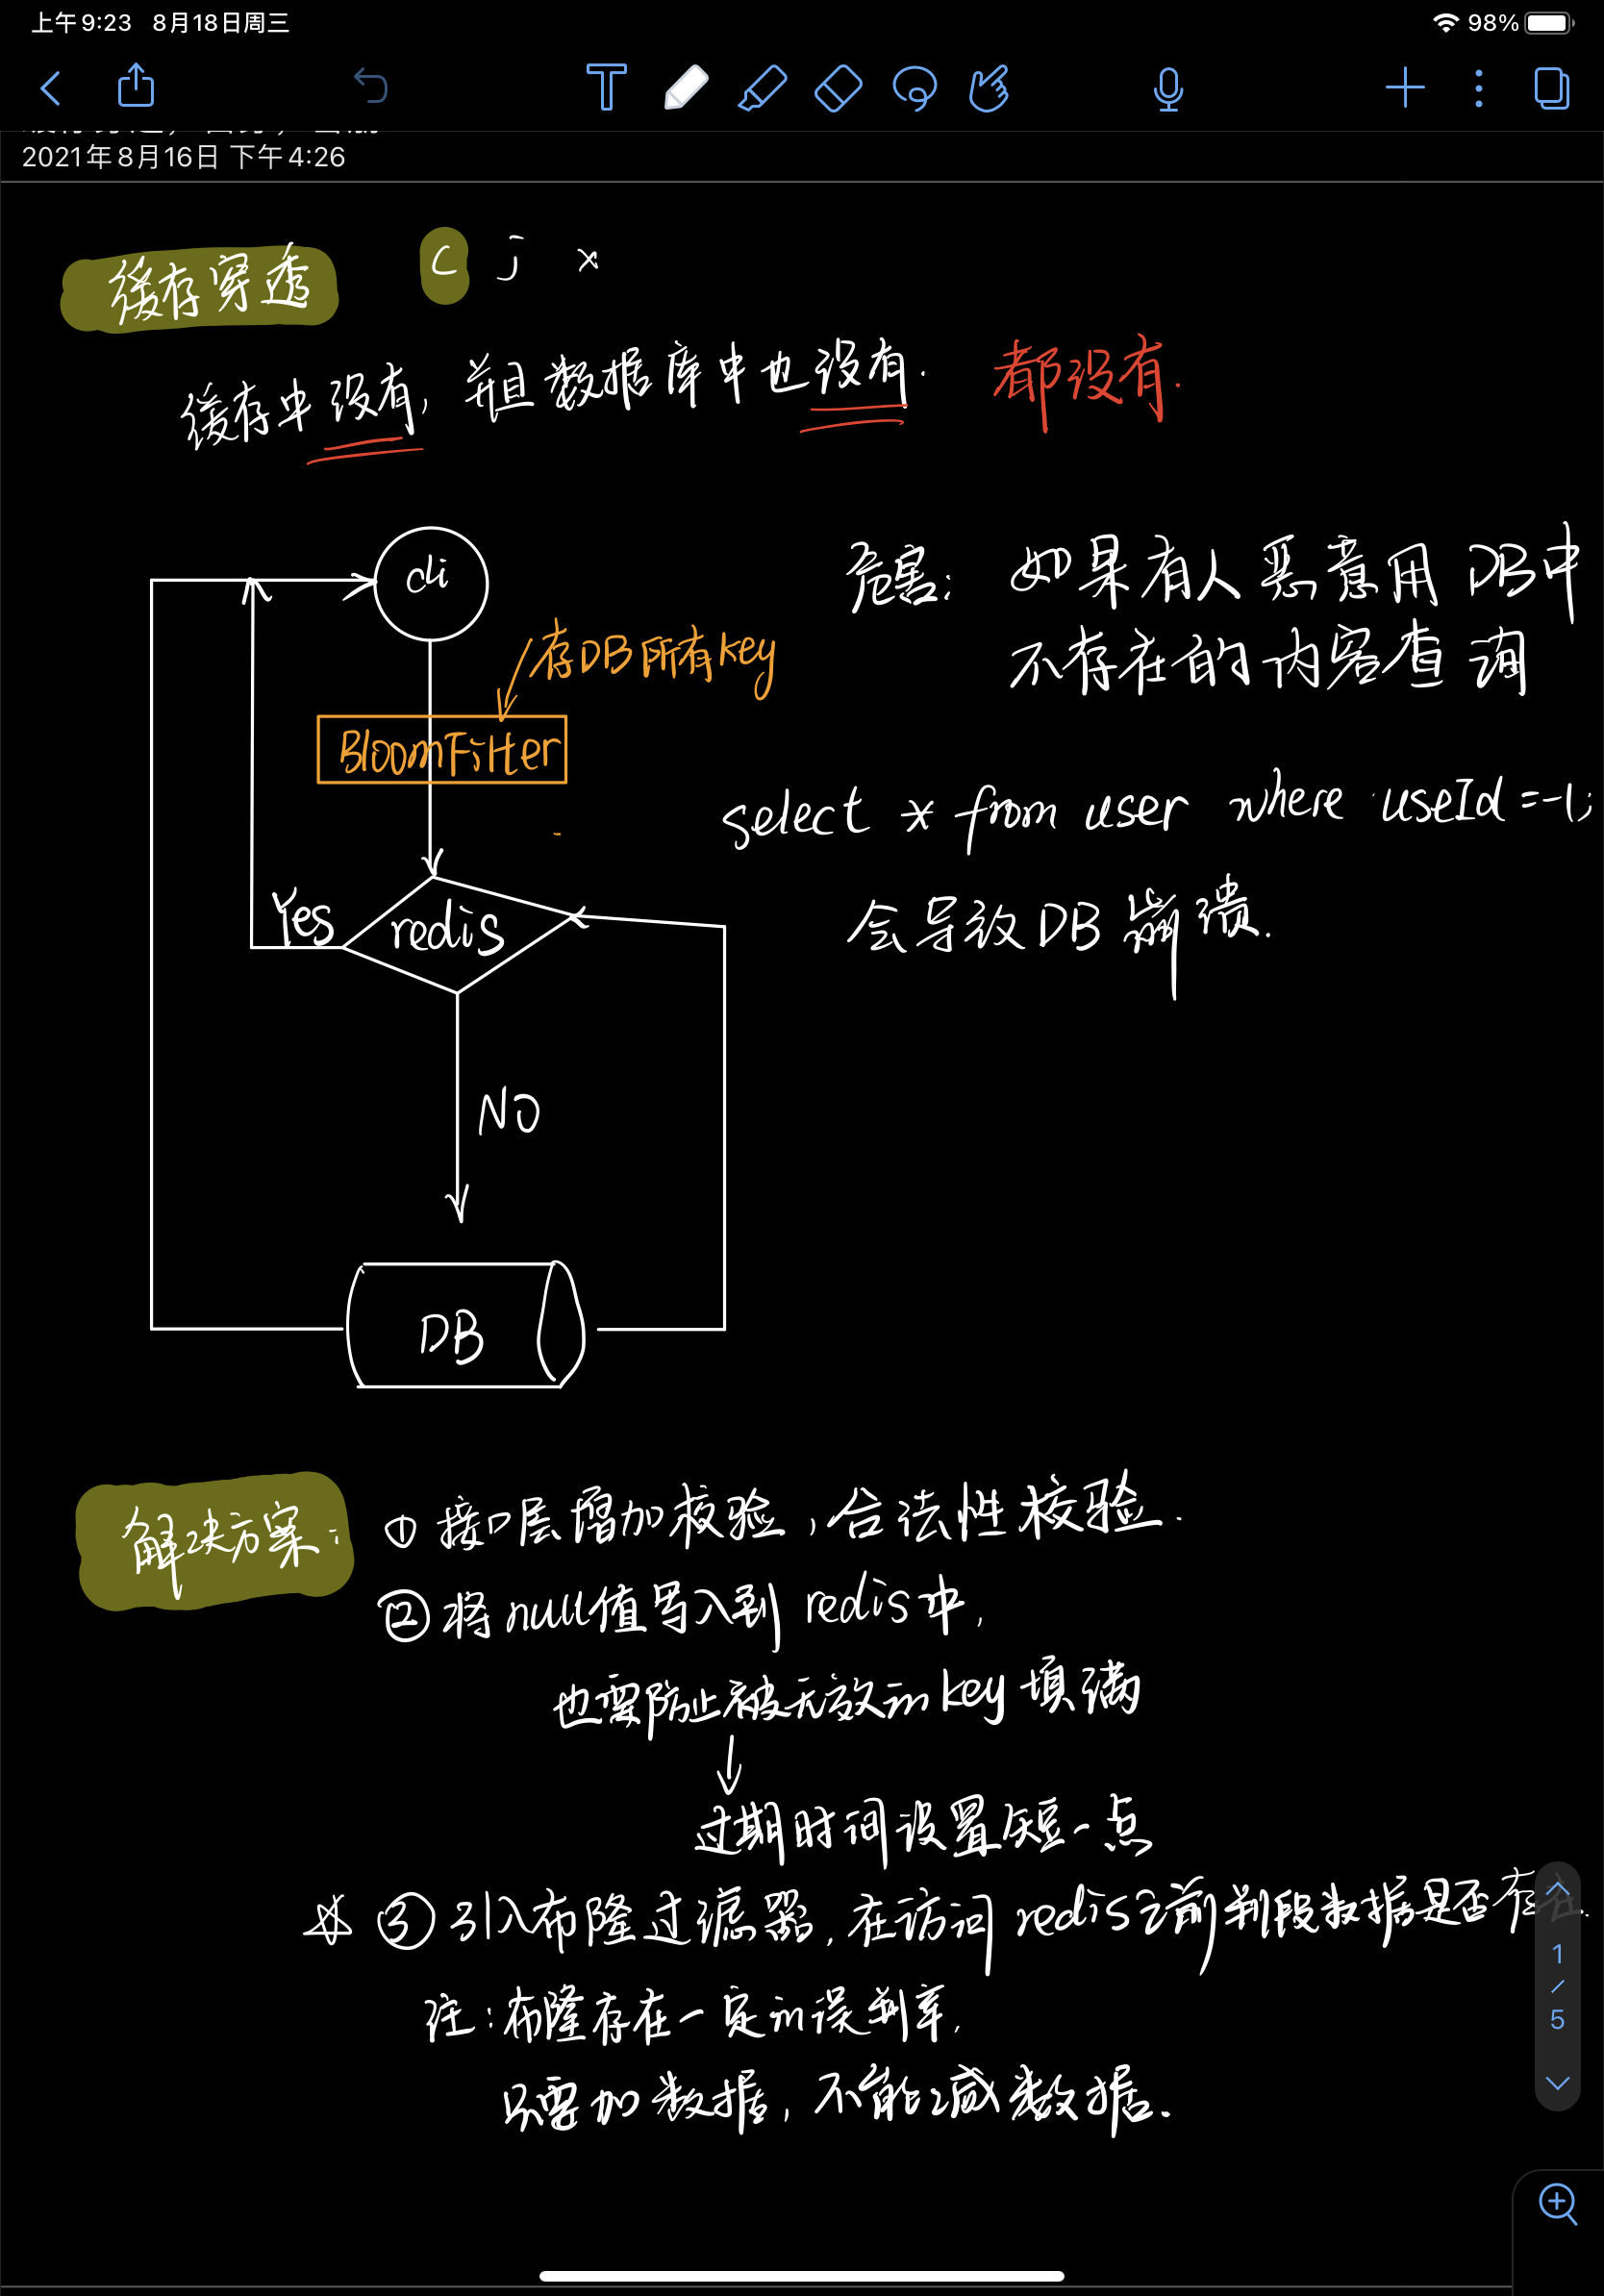 上午9:23 8月18日周三
98%
2021年8月16日 下午4:26
缓存穿透 C j x
缓存中没有, 并且数据库中也没有. 都没有.
cli
危害: 如果有人恶意用DB中
不存在的内容查询
存DB所有key
BloomFilter
select * from user where useId=-1;
Yes
redis
会导致DB崩溃.
NO
DB
解决方案: ① 接口层增加校验, 合法性校验.
② 将null值写入到redis中,
也需防止被无效的key填满
过期时间设置短一点
③ 引入布隆过滤器, 在访问redis之前判段数据是否存在.
注: 布隆存在一定的误判率,
只要加数据, 不能减数据.
1
/
5